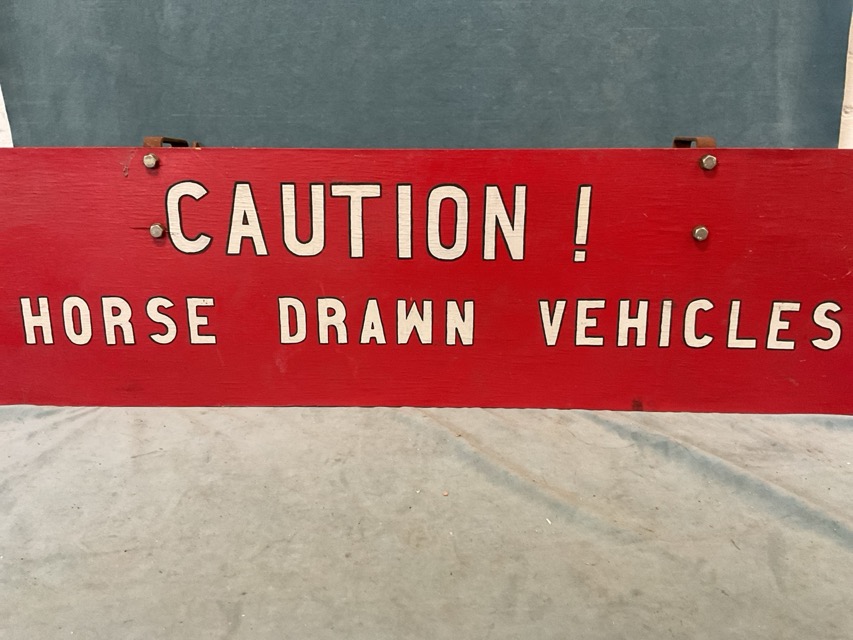 CAUTION !
HORSE DRAWN VEHICLES